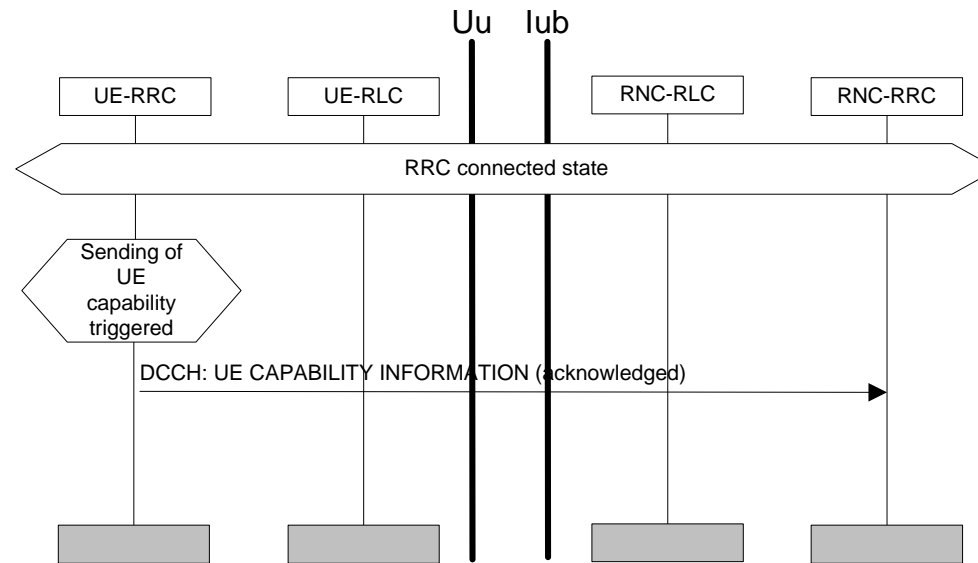 Uu Iub
UE-RRC UE-RLC RNC-RLC RNC-RRC
RRC connected state
Sending of
UE
capability
triggered
DCCH: UE CAPABILITY INFORMATION (acknowledged)